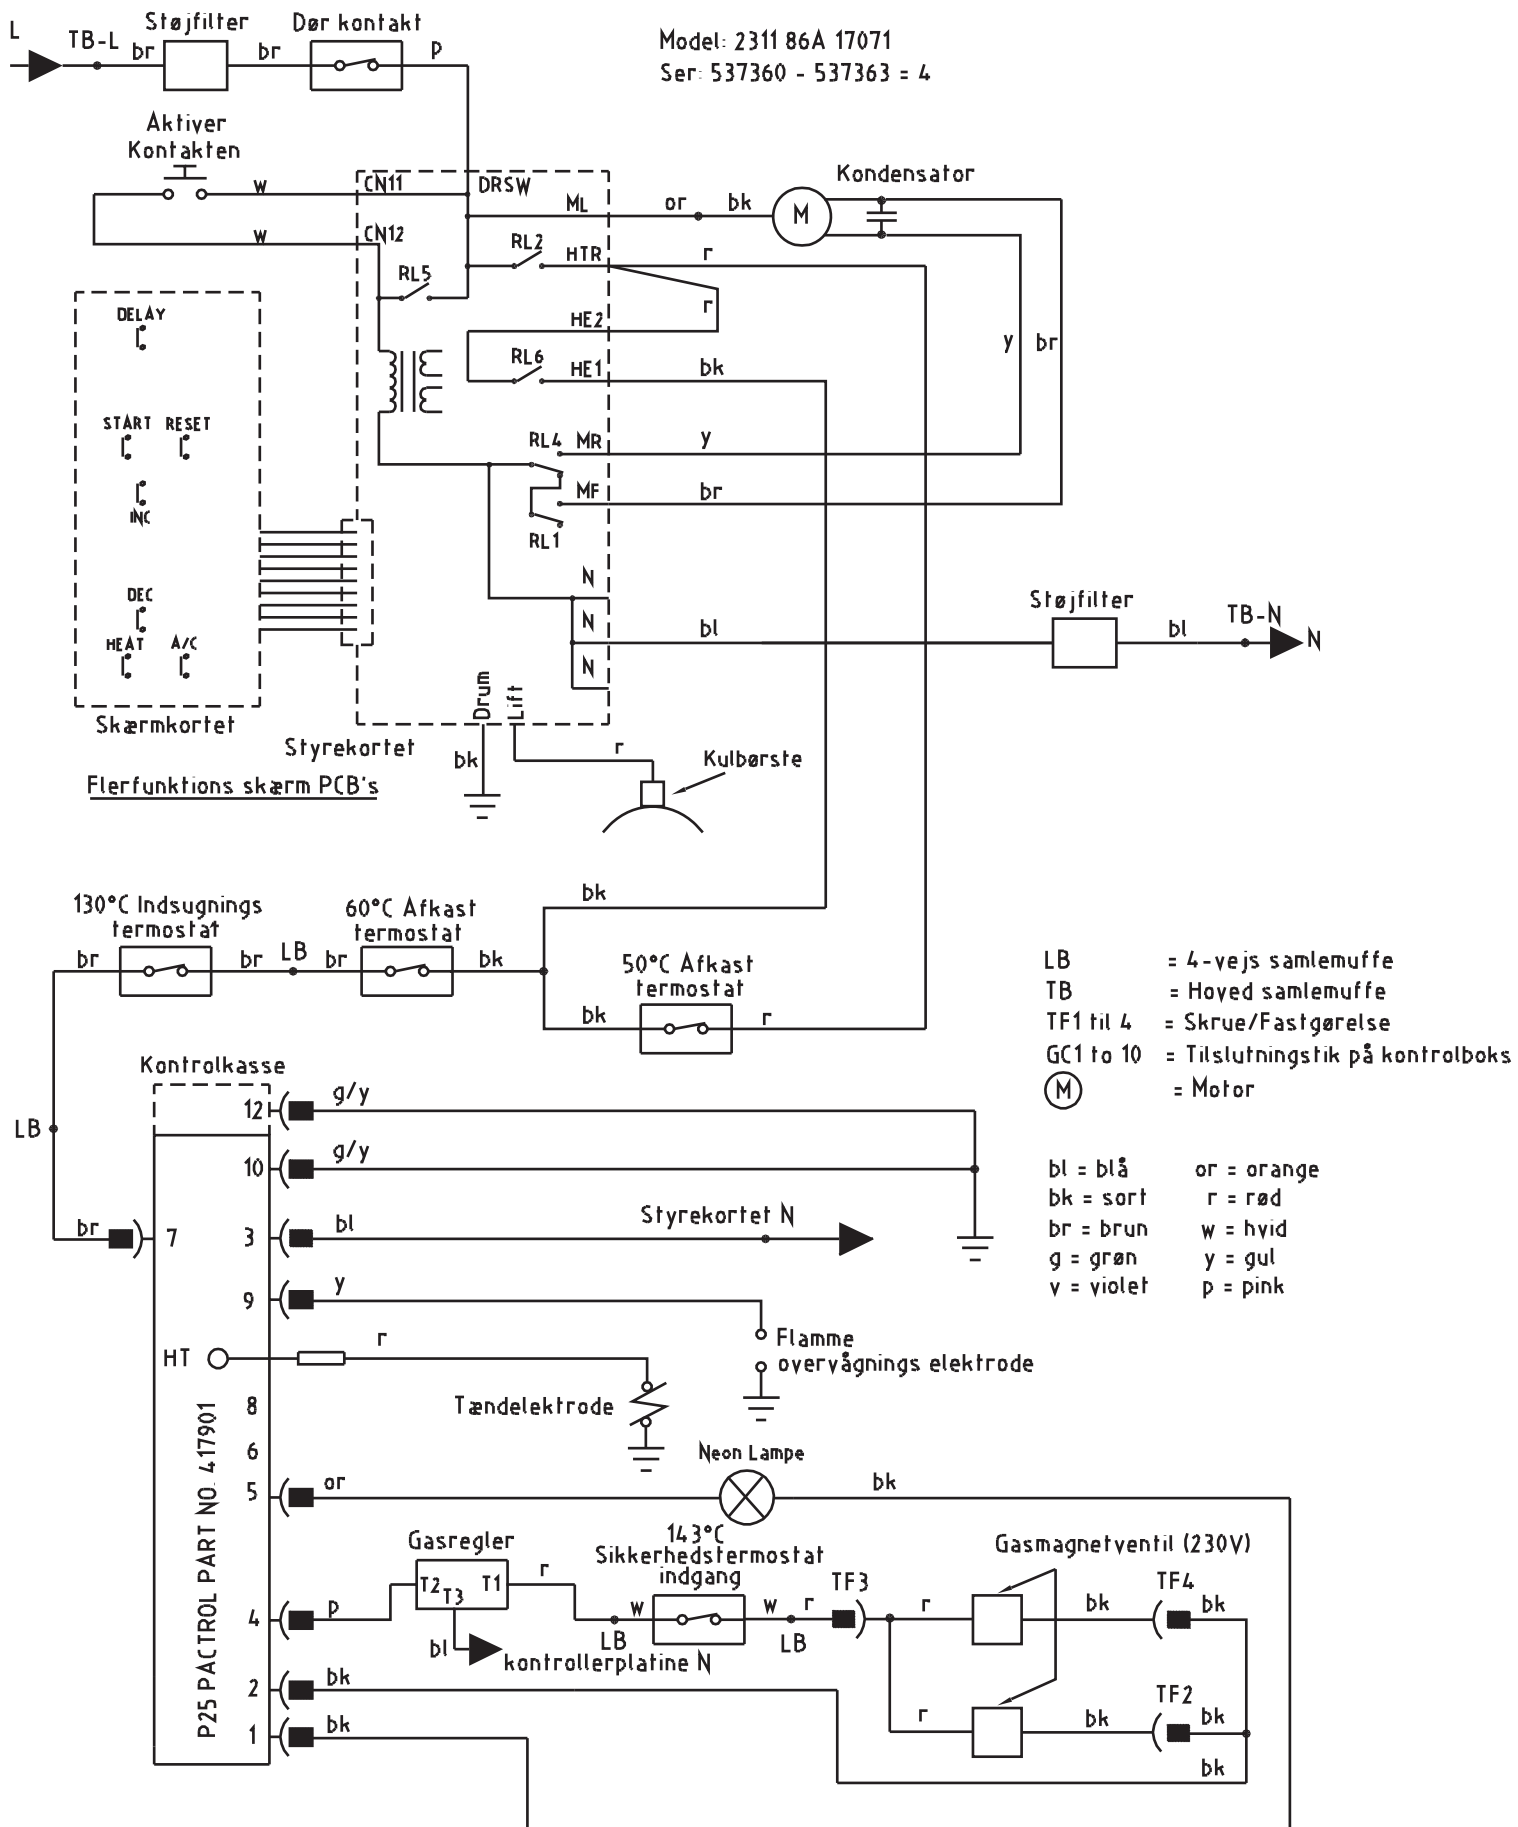 L
TB-L
br
Støjfilter
br
Dør kontakt
p
Model: 2311 86A 17071
Ser: 537360 - 537363 = 4
Aktiver
Kontakten
w
w
CN11
CN12
DRSW
ML
or
bk
M
Kondensator
RL2
HTR
r
RL5
r
HE2
RL6
HE1
bk
y
br
RL4
MR
y
MF
br
RL1
N
N
N
bl
Støjfilter
bl
TB-N
N
DELAY
START
RESET
INC
DEC
HEAT
A/C
Skærmkortet
Styrekortet
Flerfunktions skærm PCB's
Drum
Lift
bk
r
Kulbørste
bk
130°C Indsugnings
termostat
br
br
LB
br
60°C Afkast
termostat
bk
50°C Afkast
termostat
bk
r
LB = 4-vejs samlemuffe
TB = Hoved samlemuffe
TF1 til 4 = Skrue/Fastgørelse
GC1 to 10 = Tilslutningstik på kontrolboks
M = Motor
bl = blå
or = orange
bk = sort
r = rød
br = brun
w = hvid
g = grøn
y = gul
v = violet
p = pink
Kontrolkasse
LB
br
7
12
g/y
10
g/y
3
bl
Styrekortet N
9
y
Flamme
overvågnings elektrode
HT
r
Tændelektrode
8
6
5
or
Neon Lampe
bk
P25 PACTROL PART NO. 417901
4
p
Gasregler
T2
T3
T1
r
bl
kontrollerplatine N
LB
w
143°C
Sikkerhedstermostat
indgang
w
r
LB
TF3
r
Gasmagnetventil (230V)
bk
TF4
bk
r
bk
TF2
bk
bk
2
bk
1
bk